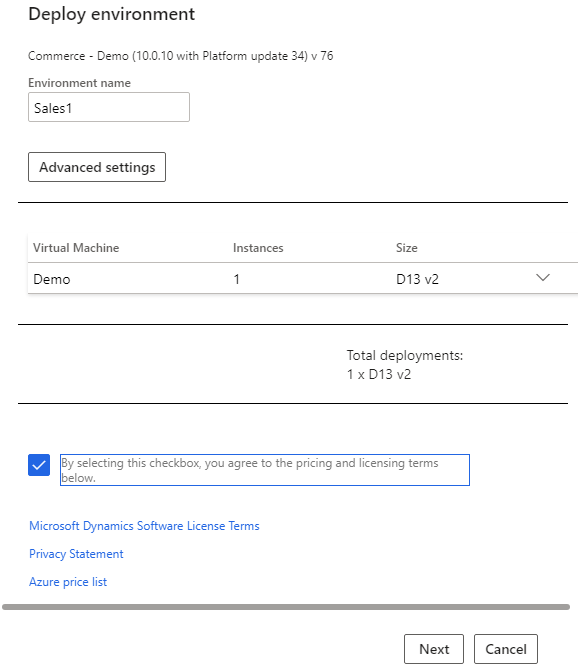 Deploy environment
Commerce - Demo (10.0.10 with Platform update 34) v 76
Environment name
Sales1
Advanced settings
Virtual Machine Instances Size
Demo 1 D13 v2
Total deployments:
1 x D13 v2
By selecting this checkbox, you agree to the pricing and licensing terms
below.
Microsoft Dynamics Software License Terms
Privacy Statement
Azure price list
Next Cancel